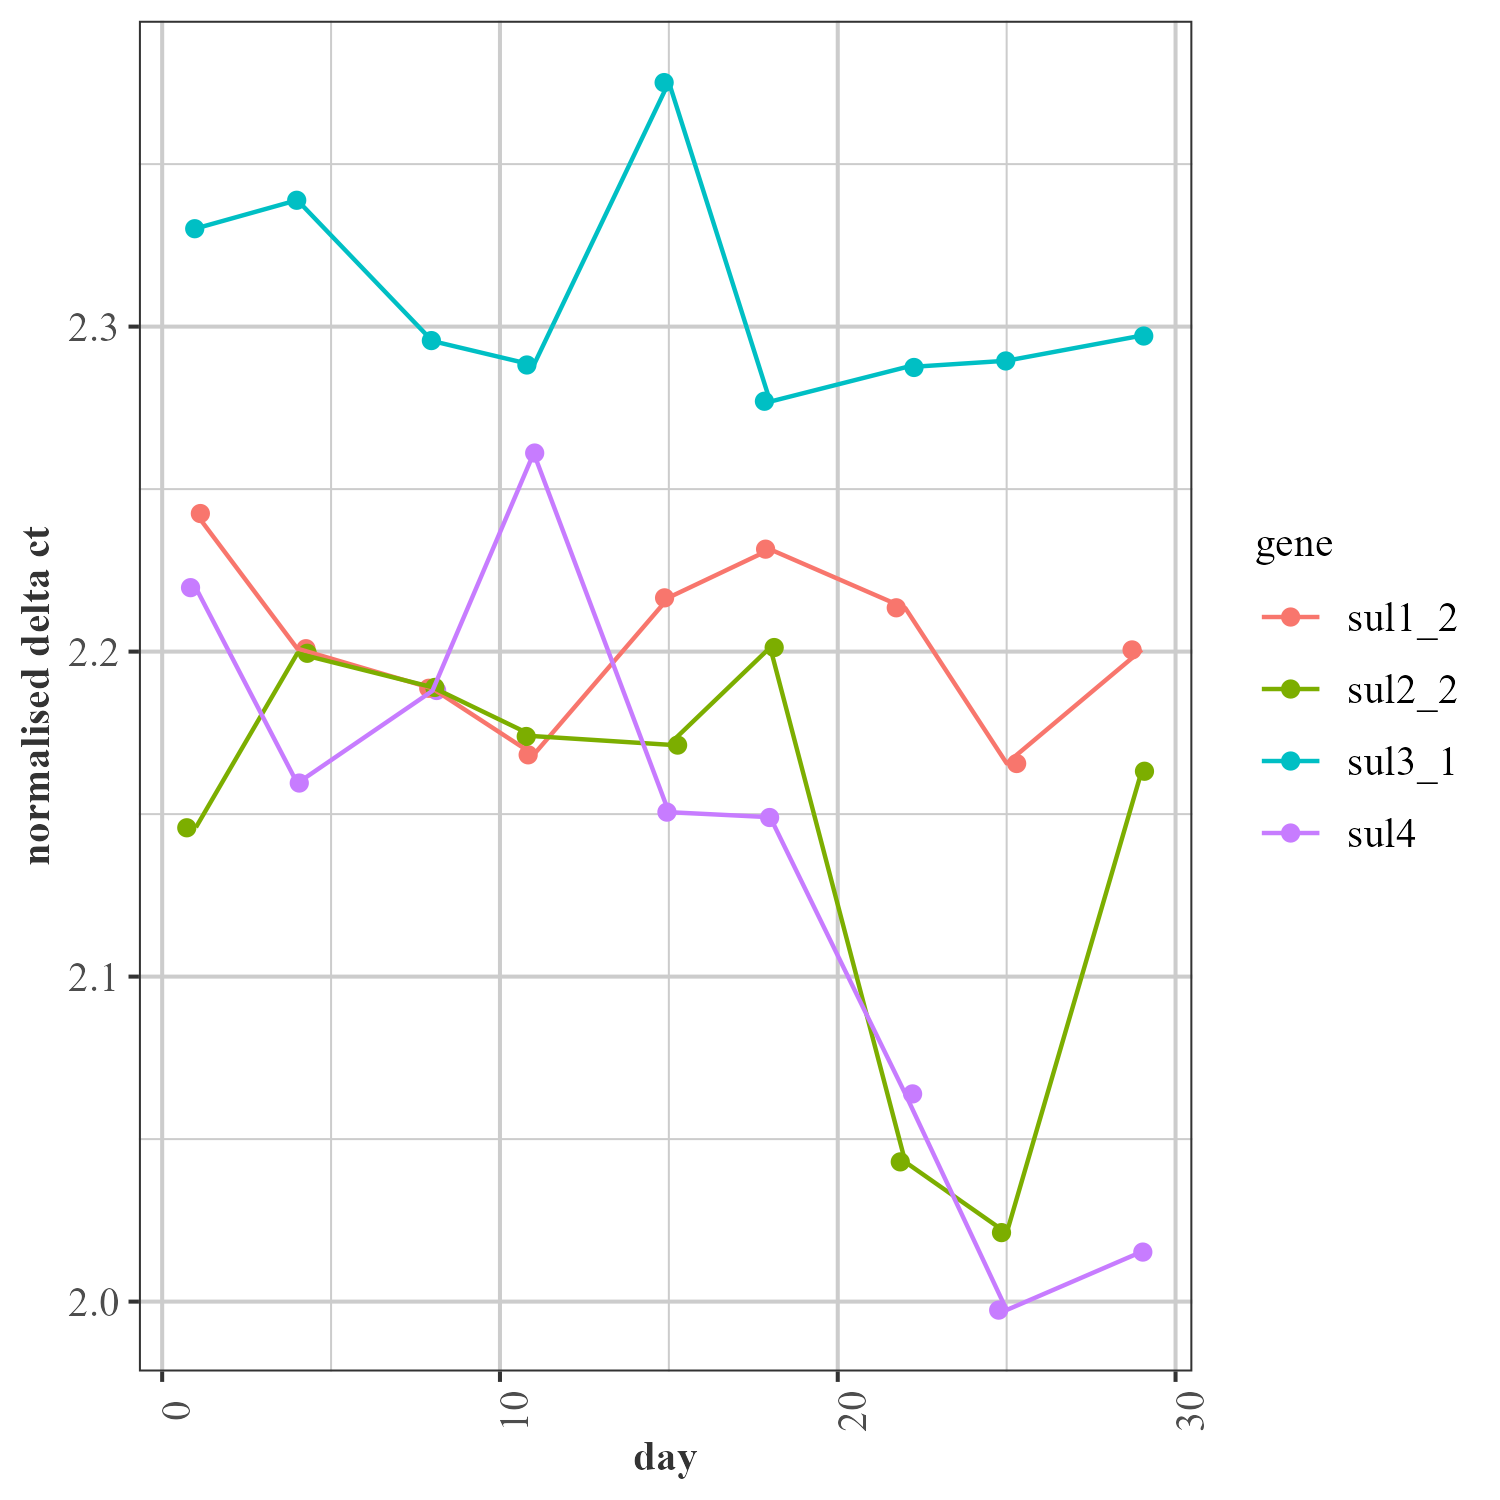 2.3
2.2
2.1
2.0
normalised delta ct
0
10
20
30
day
gene
sul1_2
sul2_2
sul3_1
sul4